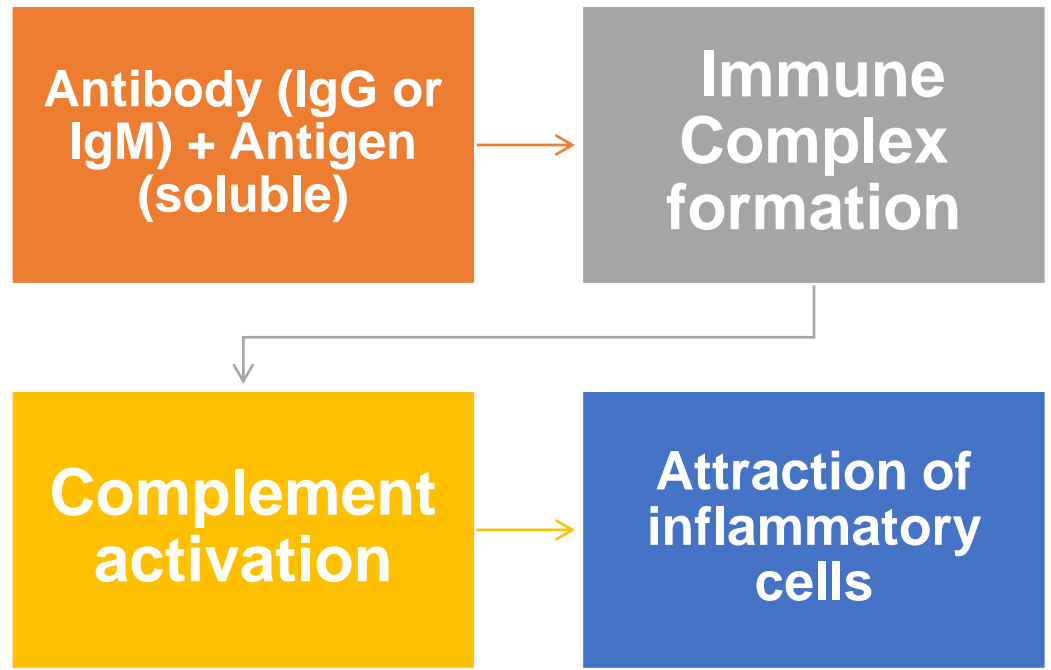 Antibody (IgG or
IgM) + Antigen
(soluble)
Immune
Complex
formation
Complement
activation
Attraction of
inflammatory
cells